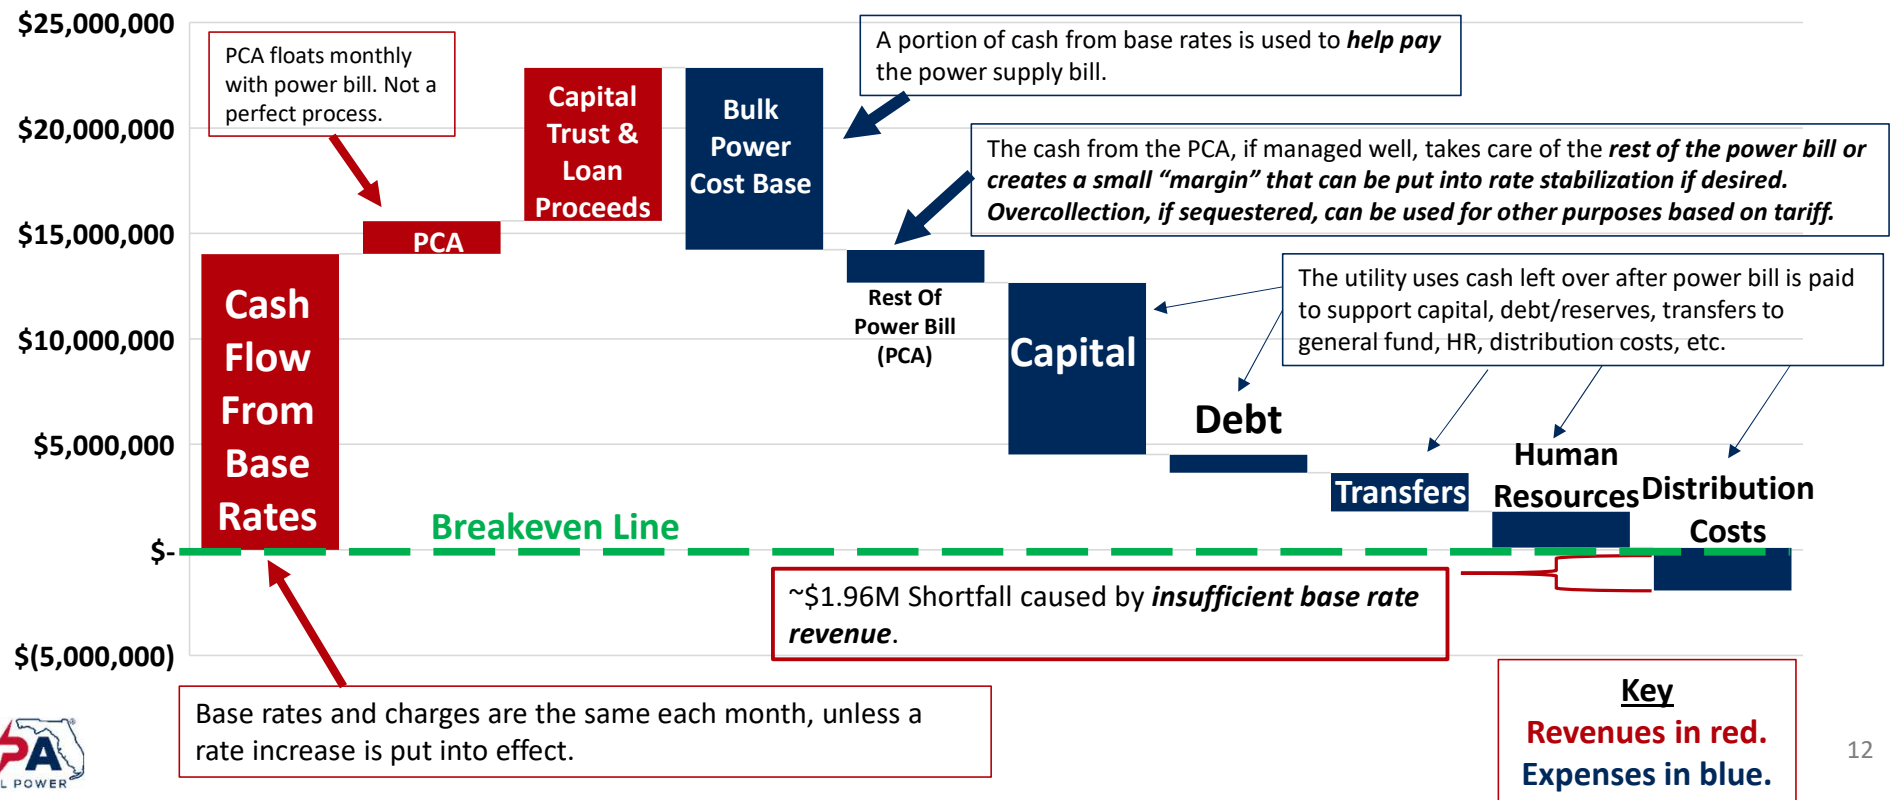 $25,000,000
$20,000,000
$15,000,000
$10,000,000
$5,000,000
$-
$(5,000,000)
PCA floats monthly
with power bill. Not a
perfect process.
A portion of cash from base rates is used to help pay
the power supply bill.
The cash from the PCA, if managed well, takes care of the rest of the power bill or
creates a small “margin” that can be put into rate stabilization if desired.
Overcollection, if sequestered, can be used for other purposes based on tariff.
The utility uses cash left over after power bill is paid
to support capital, debt/reserves, transfers to
general fund, HR, distribution costs, etc.
Cash
Flow
From
Base
Rates
PCA
Capital
Trust &
Loan
Proceeds
Bulk
Power
Cost Base
Rest Of
Power Bill
(PCA)
Capital
Debt
Transfers
Human
Resources
Distribution
Costs
Breakeven Line
~$1.96M Shortfall caused by insufficient base rate
revenue.
Base rates and charges are the same each month, unless a
rate increase is put into effect.
Key
Revenues in red.
Expenses in blue.
PA
L POWER
12